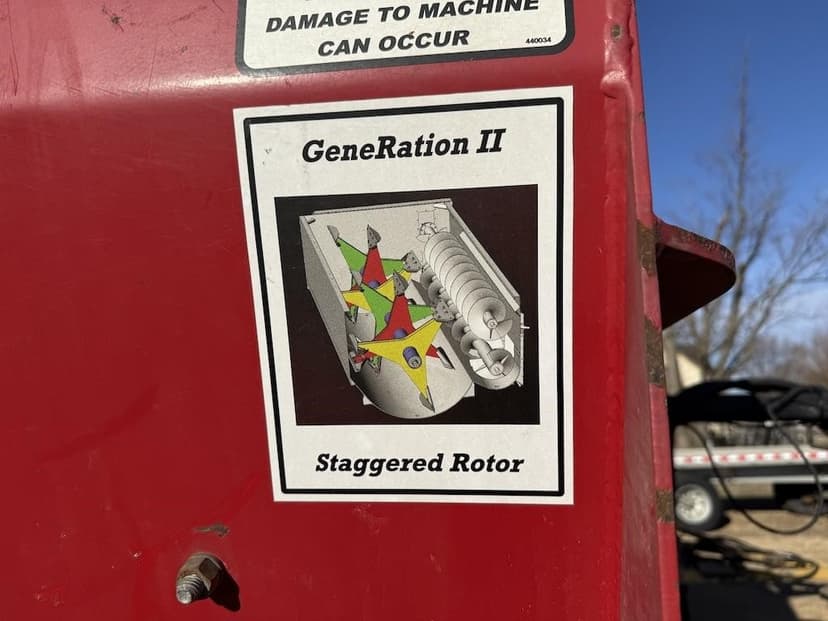 DAMAGE TO MACHINE
CAN OCCUR
440034
GeneRation II
Staggered Rotor